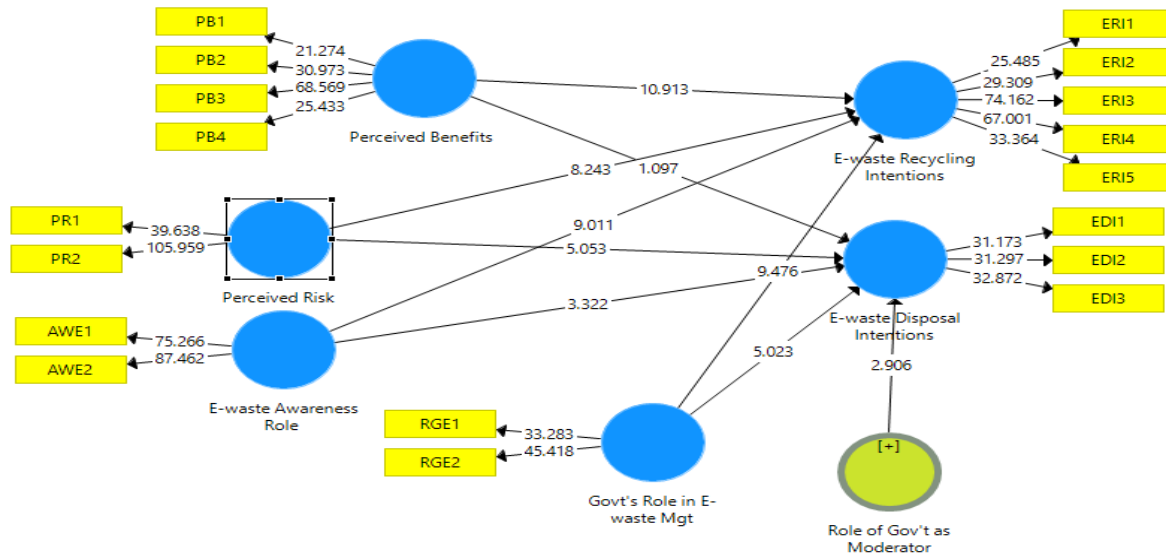 PB1
PB2
PB3
PB4
21.274
30.973
68.569
25.433
Perceived Benefits
10.913
1.097
ERI1
ERI2
ERI3
ERI4
ERI5
25.485
29.309
74.162
67.001
33.364
E-waste Recycling
Intentions
8.243
PR1
PR2
39.638
105.959
Perceived Risk
9.011
5.053
EDI1
EDI2
EDI3
31.173
31.297
32.872
E-waste Disposal
Intentions
9.476
3.322
AWE1
AWE2
75.266
87.462
E-waste Awareness
Role
5.023
2.906
RGE1
RGE2
33.283
45.418
Govt's Role in E-
waste Mgt
[+]
Role of Gov't as
Moderator